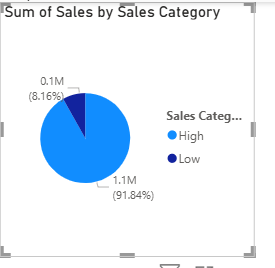 Sum of Sales by Sales Category
0.1M
(8.16%)
Sales Categ...
High
Low
1.1M
(91.84%)